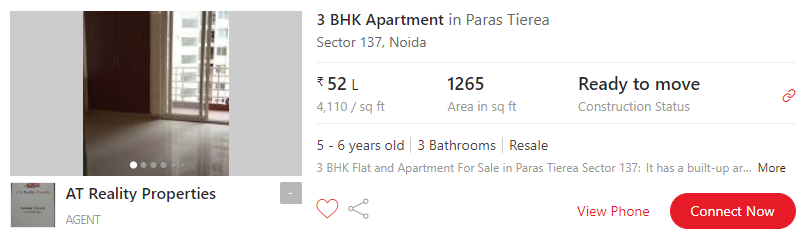 3 BHK Apartment in Paras Tierea
Sector 137, Noida
₹ 52 L
4,110 / sq ft
1265
Area in sq ft
Ready to move
Construction Status
5 - 6 years old | 3 Bathrooms | Resale
3 BHK Flat and Apartment For Sale in Paras Tierea Sector 137: It has a built-up ar... More
AT Reality Properties
AGENT
-
View Phone
Connect Now